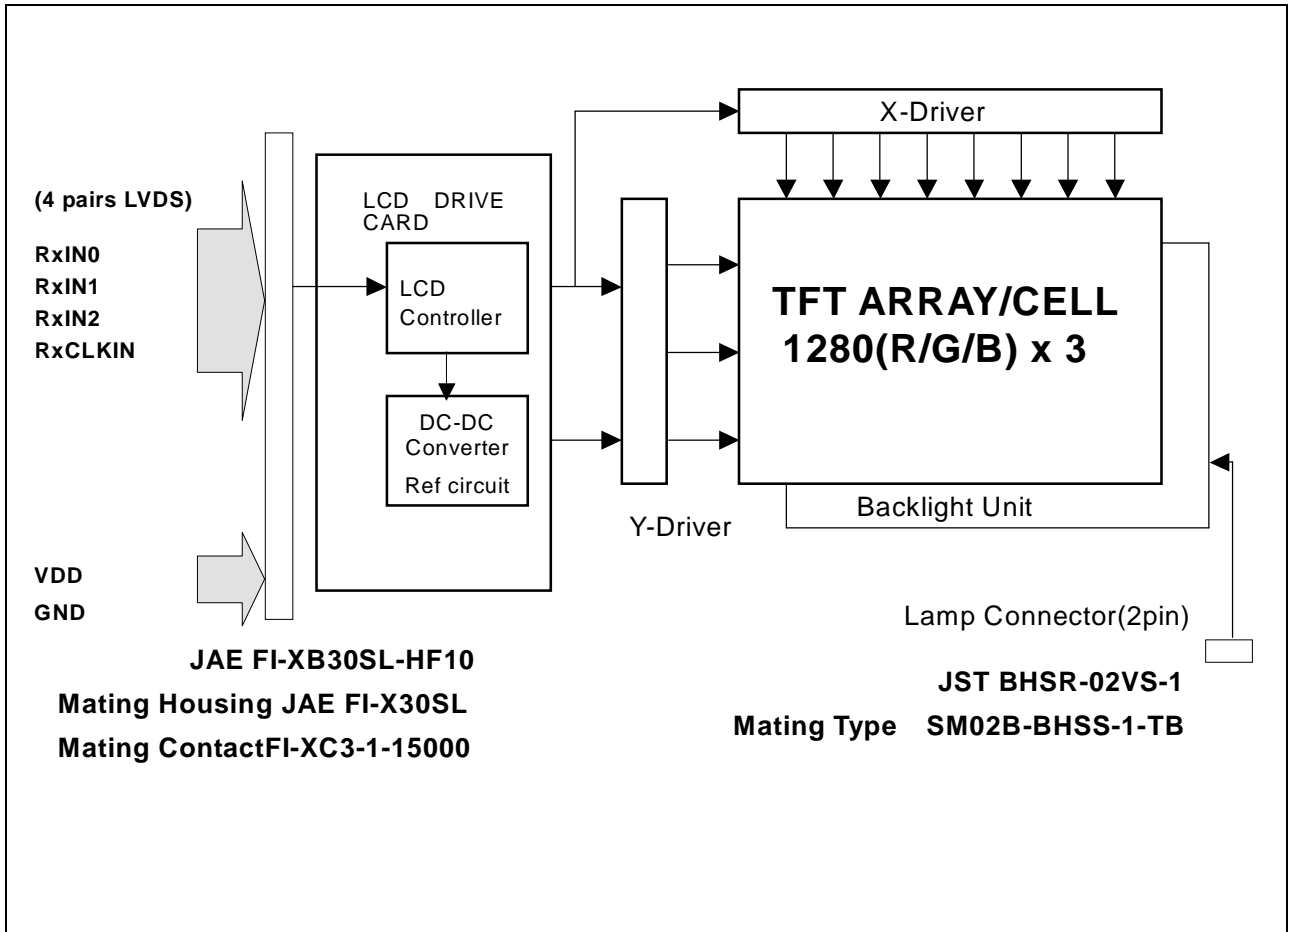 X-Driver
(4 pairs LVDS)
RxIN0
RxIN1
RxIN2
RxCLKIN
LCD DRIVE
CARD
LCD
Controller
DC-DC
Converter
Ref circuit
TFT ARRAY/CELL
1280(R/G/B) x 3
Y-Driver
Backlight Unit
VDD
GND
JAE FI-XB30SL-HF10
Mating Housing JAE FI-X30SL
Mating ContactFI-XC3-1-15000
Lamp Connector(2pin)
JST BHSR-02VS-1
Mating Type SM02B-BHSS-1-TB